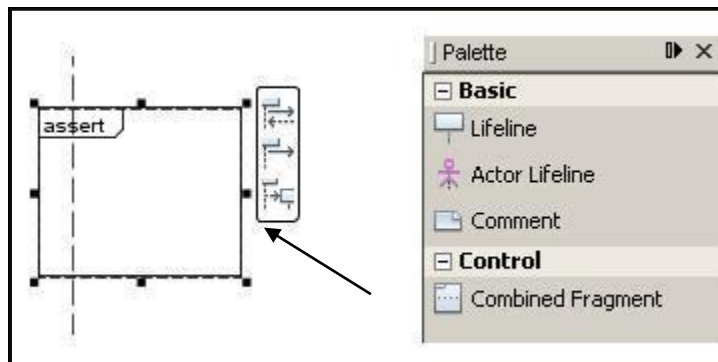 assert
Palette
Basic
Lifeline
Actor Lifeline
Comment
Control
Combined Fragment